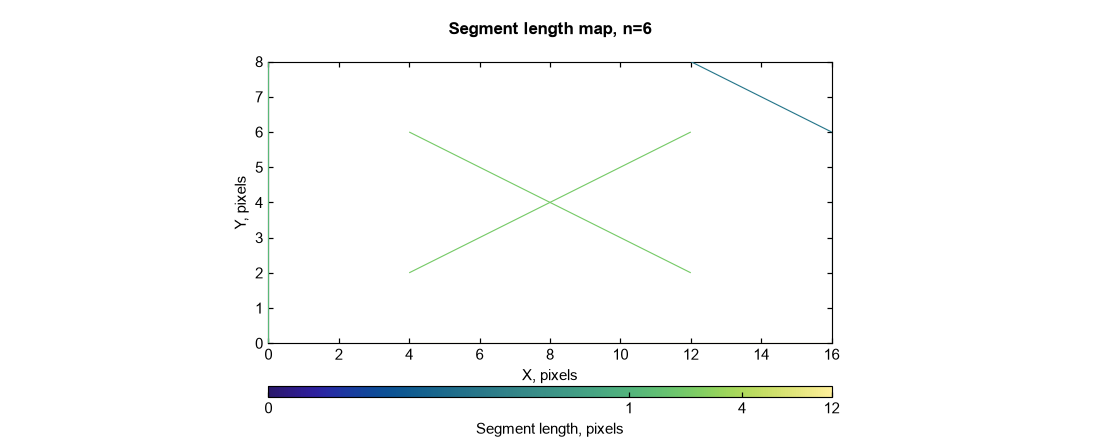 Segment length map, n=6
8
7
6
5
4
3
2
1
0
Y, pixels
0 2 4 6 8 10 12 14 16
X, pixels
0 1 4 12
Segment length, pixels